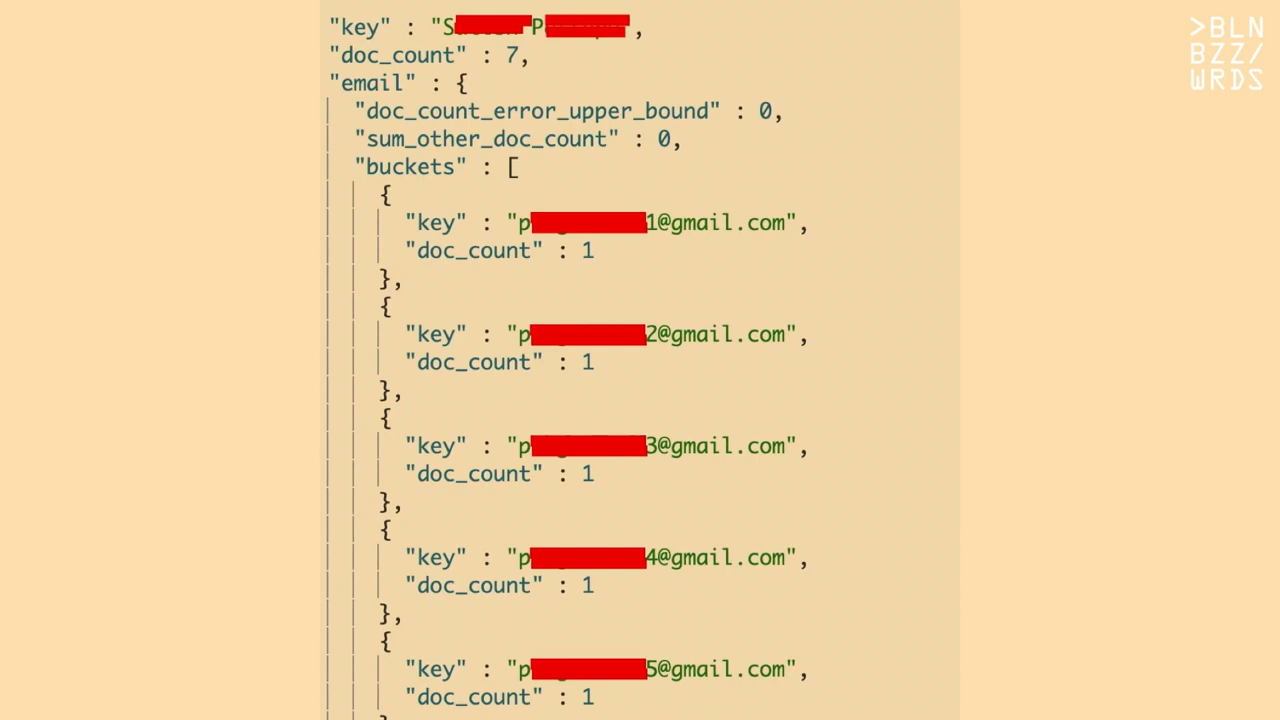 "key" : "S P ",
"doc_count" : 7,
"email" : {
"doc_count_error_upper_bound" : 0,
"sum_other_doc_count" : 0,
"buckets" : [
{
"key" : "p 1@gmail.com",
"doc_count" : 1
},
{
"key" : "p 2@gmail.com",
"doc_count" : 1
},
{
"key" : "p 3@gmail.com",
"doc_count" : 1
},
{
"key" : "p 4@gmail.com",
"doc_count" : 1
},
{
"key" : "p 5@gmail.com",
"doc_count" : 1
>BLN
BZZ/
WRDS